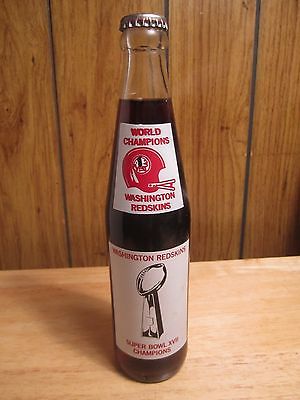 WORLD
CHAMPIONS
WASHINGTON
REDSKINS
WASHINGTON REDSKINS
SUPER BOWL XVII
CHAMPIONS